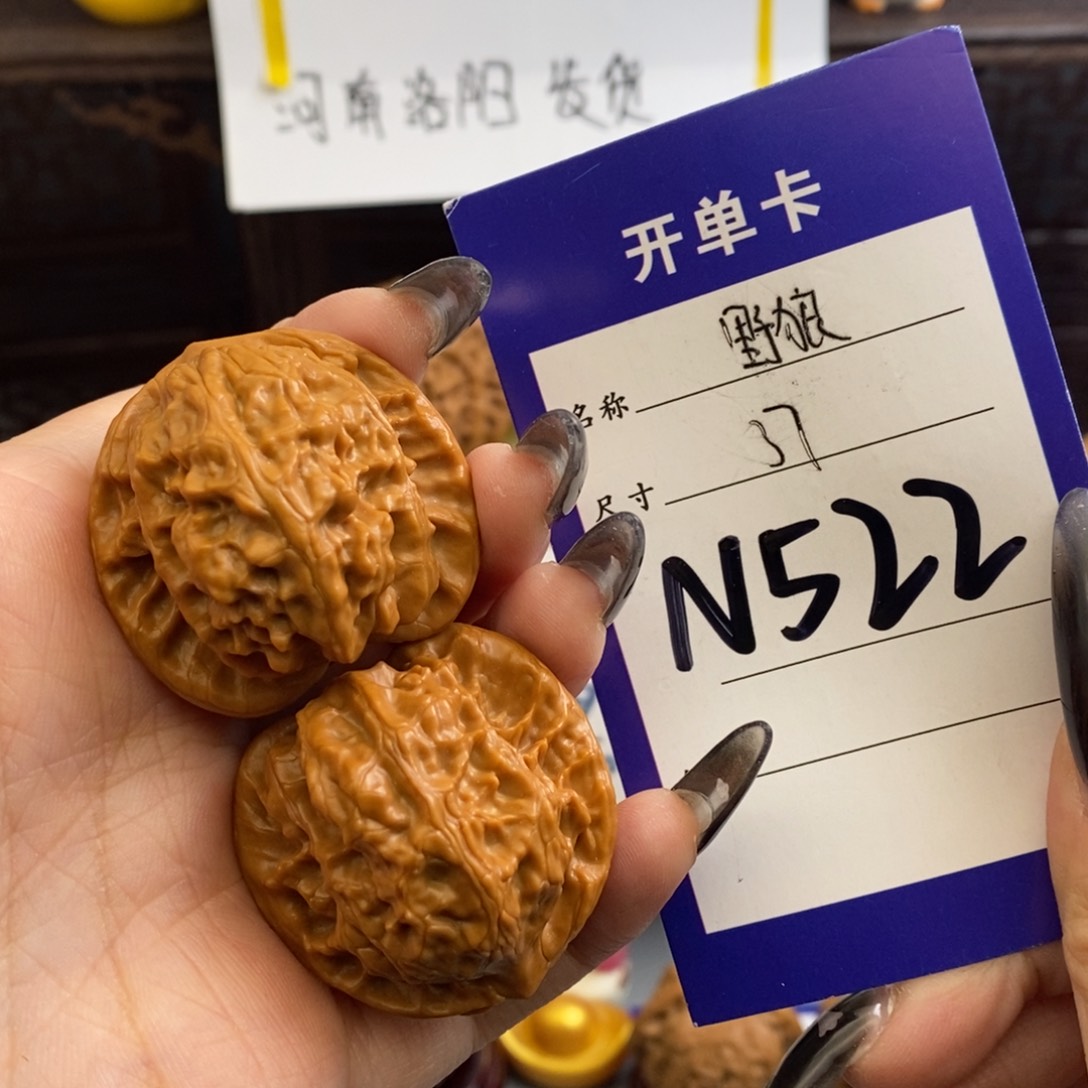 河南洛阳 发货
开单卡
名称 野狼
尺寸 37
N522